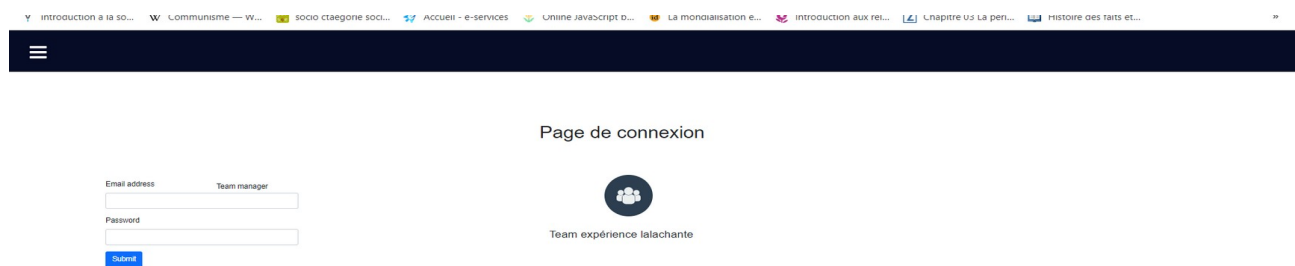 Introduction à la so... W Communisme — W... socio ctaegorie soci... Accueil - e-services Online JavaScript b... La mondialisation e... Introduction aux rel... Chapitre 03 La péri... Histoire des faits et... »
Page de connexion
Email address Team manager
Password
Submit
Team expérience lalachante